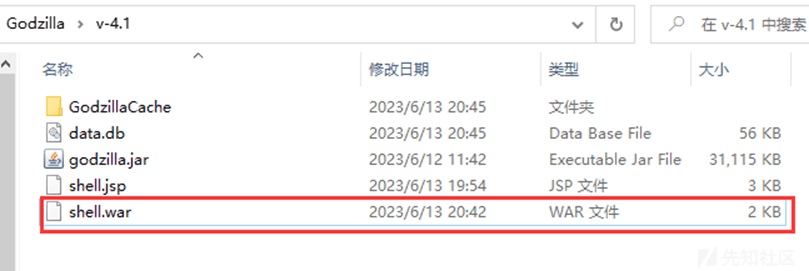 Godzilla › v-4.1 在 v-4.1 中搜索
名称 修改日期 类型 大小
GodzillaCache 2023/6/13 20:45 文件夹
data.db 2023/6/13 20:45 Data Base File 56 KB
godzilla.jar 2023/6/12 11:42 Executable Jar File 31,115 KB
shell.jsp 2023/6/13 19:54 JSP 文件 3 KB
shell.war 2023/6/13 20:42 WAR 文件 2 KB
先知社区